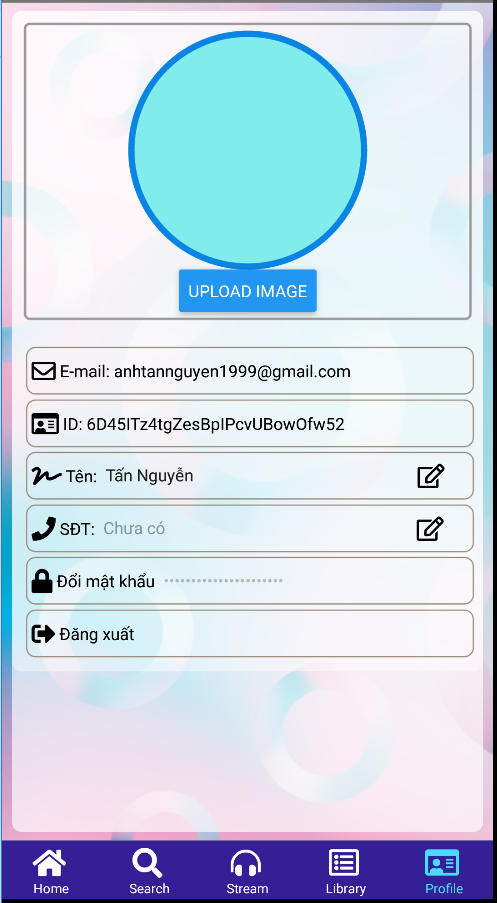 UPLOAD IMAGE
E-mail: anhtannguyen1999@gmail.com
ID: 6D45ITz4tgZesBpIPcvUBowOfw52
Tên: Tấn Nguyễn
SĐT: Chưa có
Đổi mật khẩu ••••••••••••••••••••••
Đăng xuất
Home Search Stream Library Profile